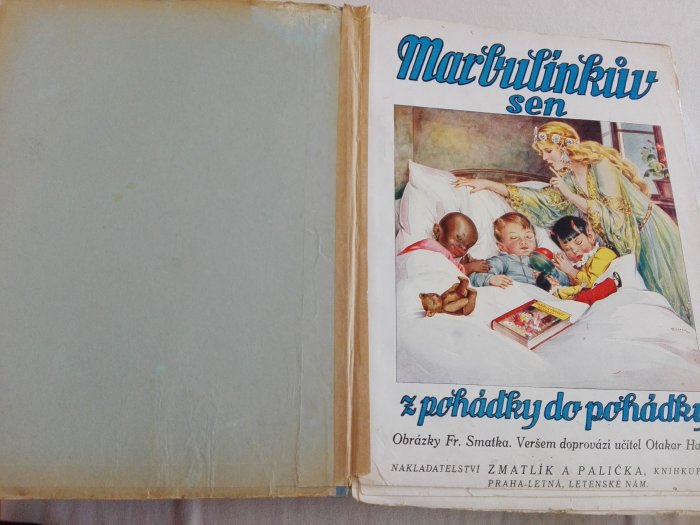 Marbulínkův
sen
z pohádky do pohádky
Obrázky Fr. Smatka. Veršem doprovází učitel Otakar
NAKLADATELSTVÍ ZMATLÍK A PALIČKA,
PRAHA-LETNÁ, LETENSKÉ NÁM.